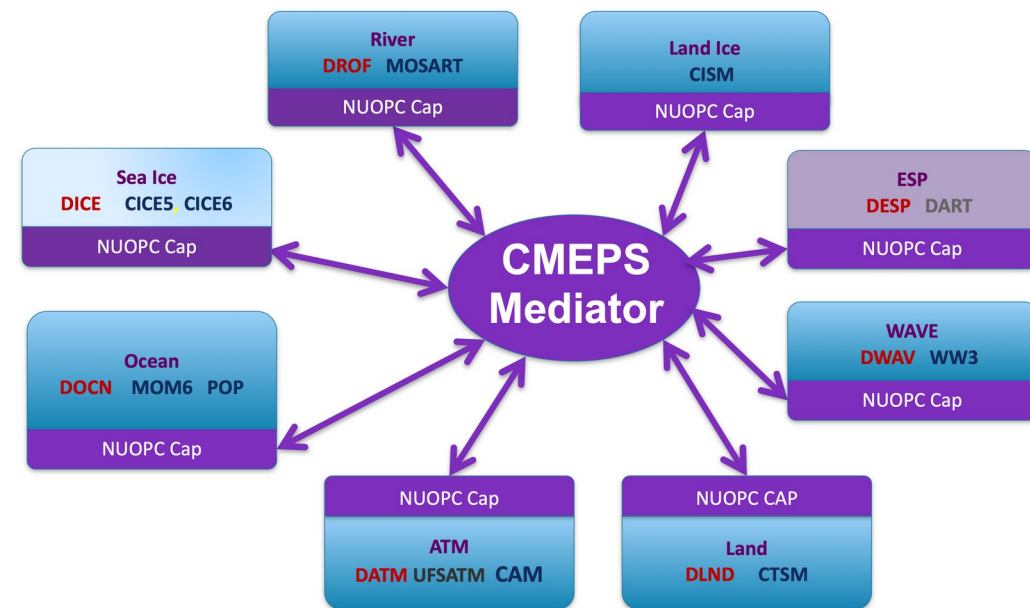 River
DROF MOSART
NUOPC Cap
Land Ice
CISM
NUOPC Cap
Sea Ice
DICE CICE5, CICE6
NUOPC Cap
ESP
DESP DART
NUOPC Cap
CMEPS
Mediator
Ocean
DOCN MOM6 POP
NUOPC Cap
WAVE
DWAV WW3
NUOPC Cap
NUOPC Cap
ATM
DATM UFSATM CAM
NUOPC CAP
Land
DLND CTSM